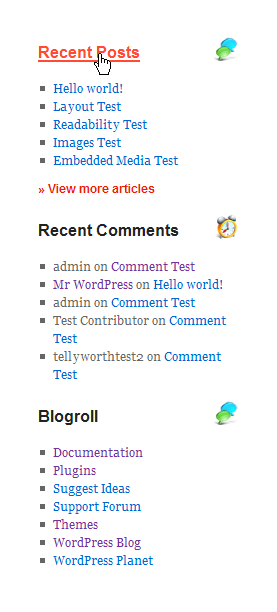 Recent Posts
Hello world!
Layout Test
Readability Test
Images Test
Embedded Media Test
» View more articles
Recent Comments
admin on Comment Test
Mr WordPress on Hello world!
admin on Comment Test
Test Contributor on Comment
Test
tellyworthtest2 on Comment
Test
Blogroll
Documentation
Plugins
Suggest Ideas
Support Forum
Themes
WordPress Blog
WordPress Planet